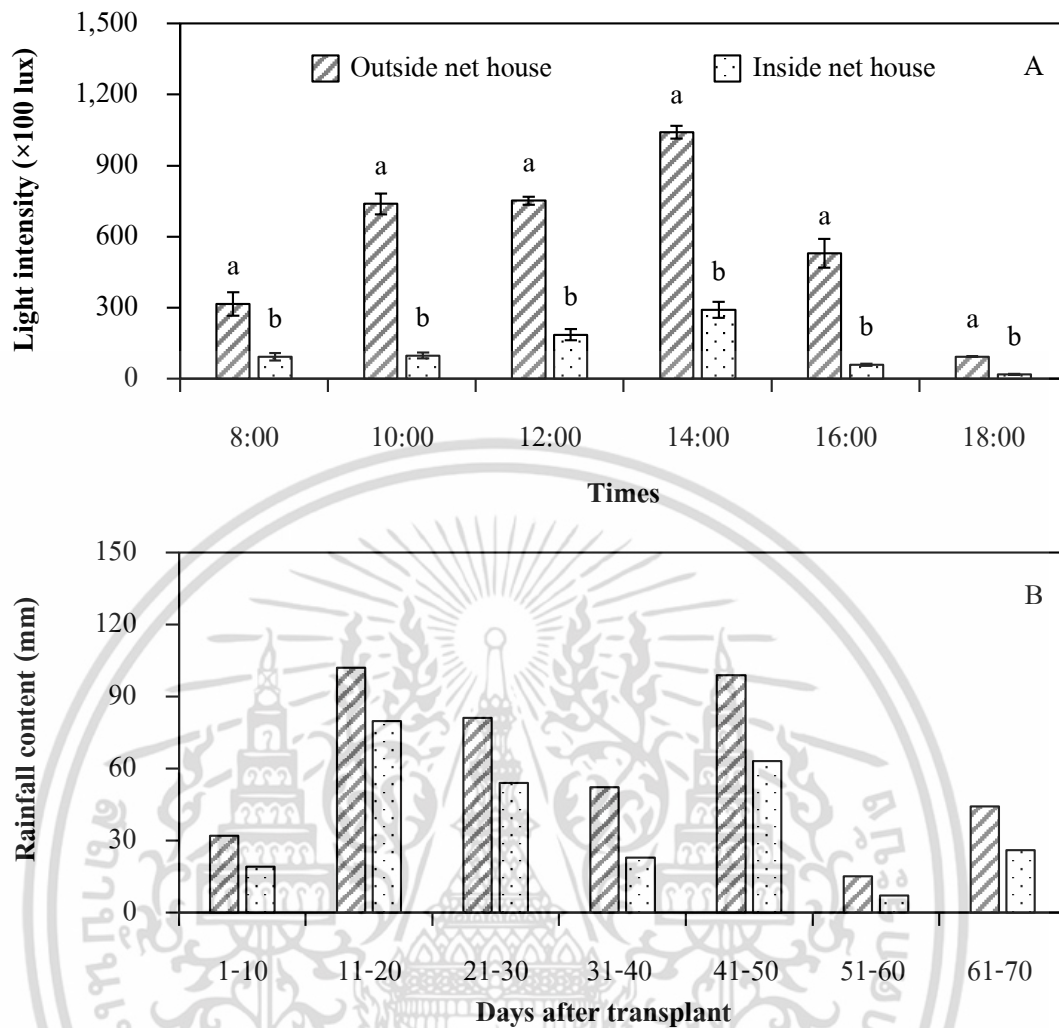 1,500
Outside net house Inside net house A
1,200
a
a a
900
Light intensity (×100 lux)
600
a
a
b
300
b b b b a b
0
8:00 10:00 12:00 14:00 16:00 18:00
Times
150
B
120
Rainfall content (mm)
90
60
30
0
1-10 11-20 21-30 31-40 41-50 51-60 61-70
Days after transplant